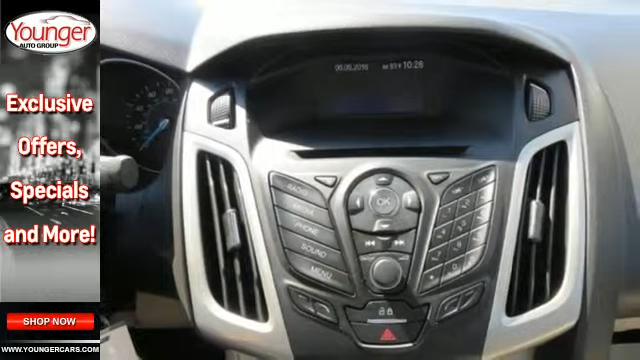 Younger
AUTO GROUP
Exclusive
Offers,
Specials
and More!
SHOP NOW
WWW.YOUNGERCARS.COM
10:26
RADIO
MEDIA
PHONE
SOUND
MENU
OK